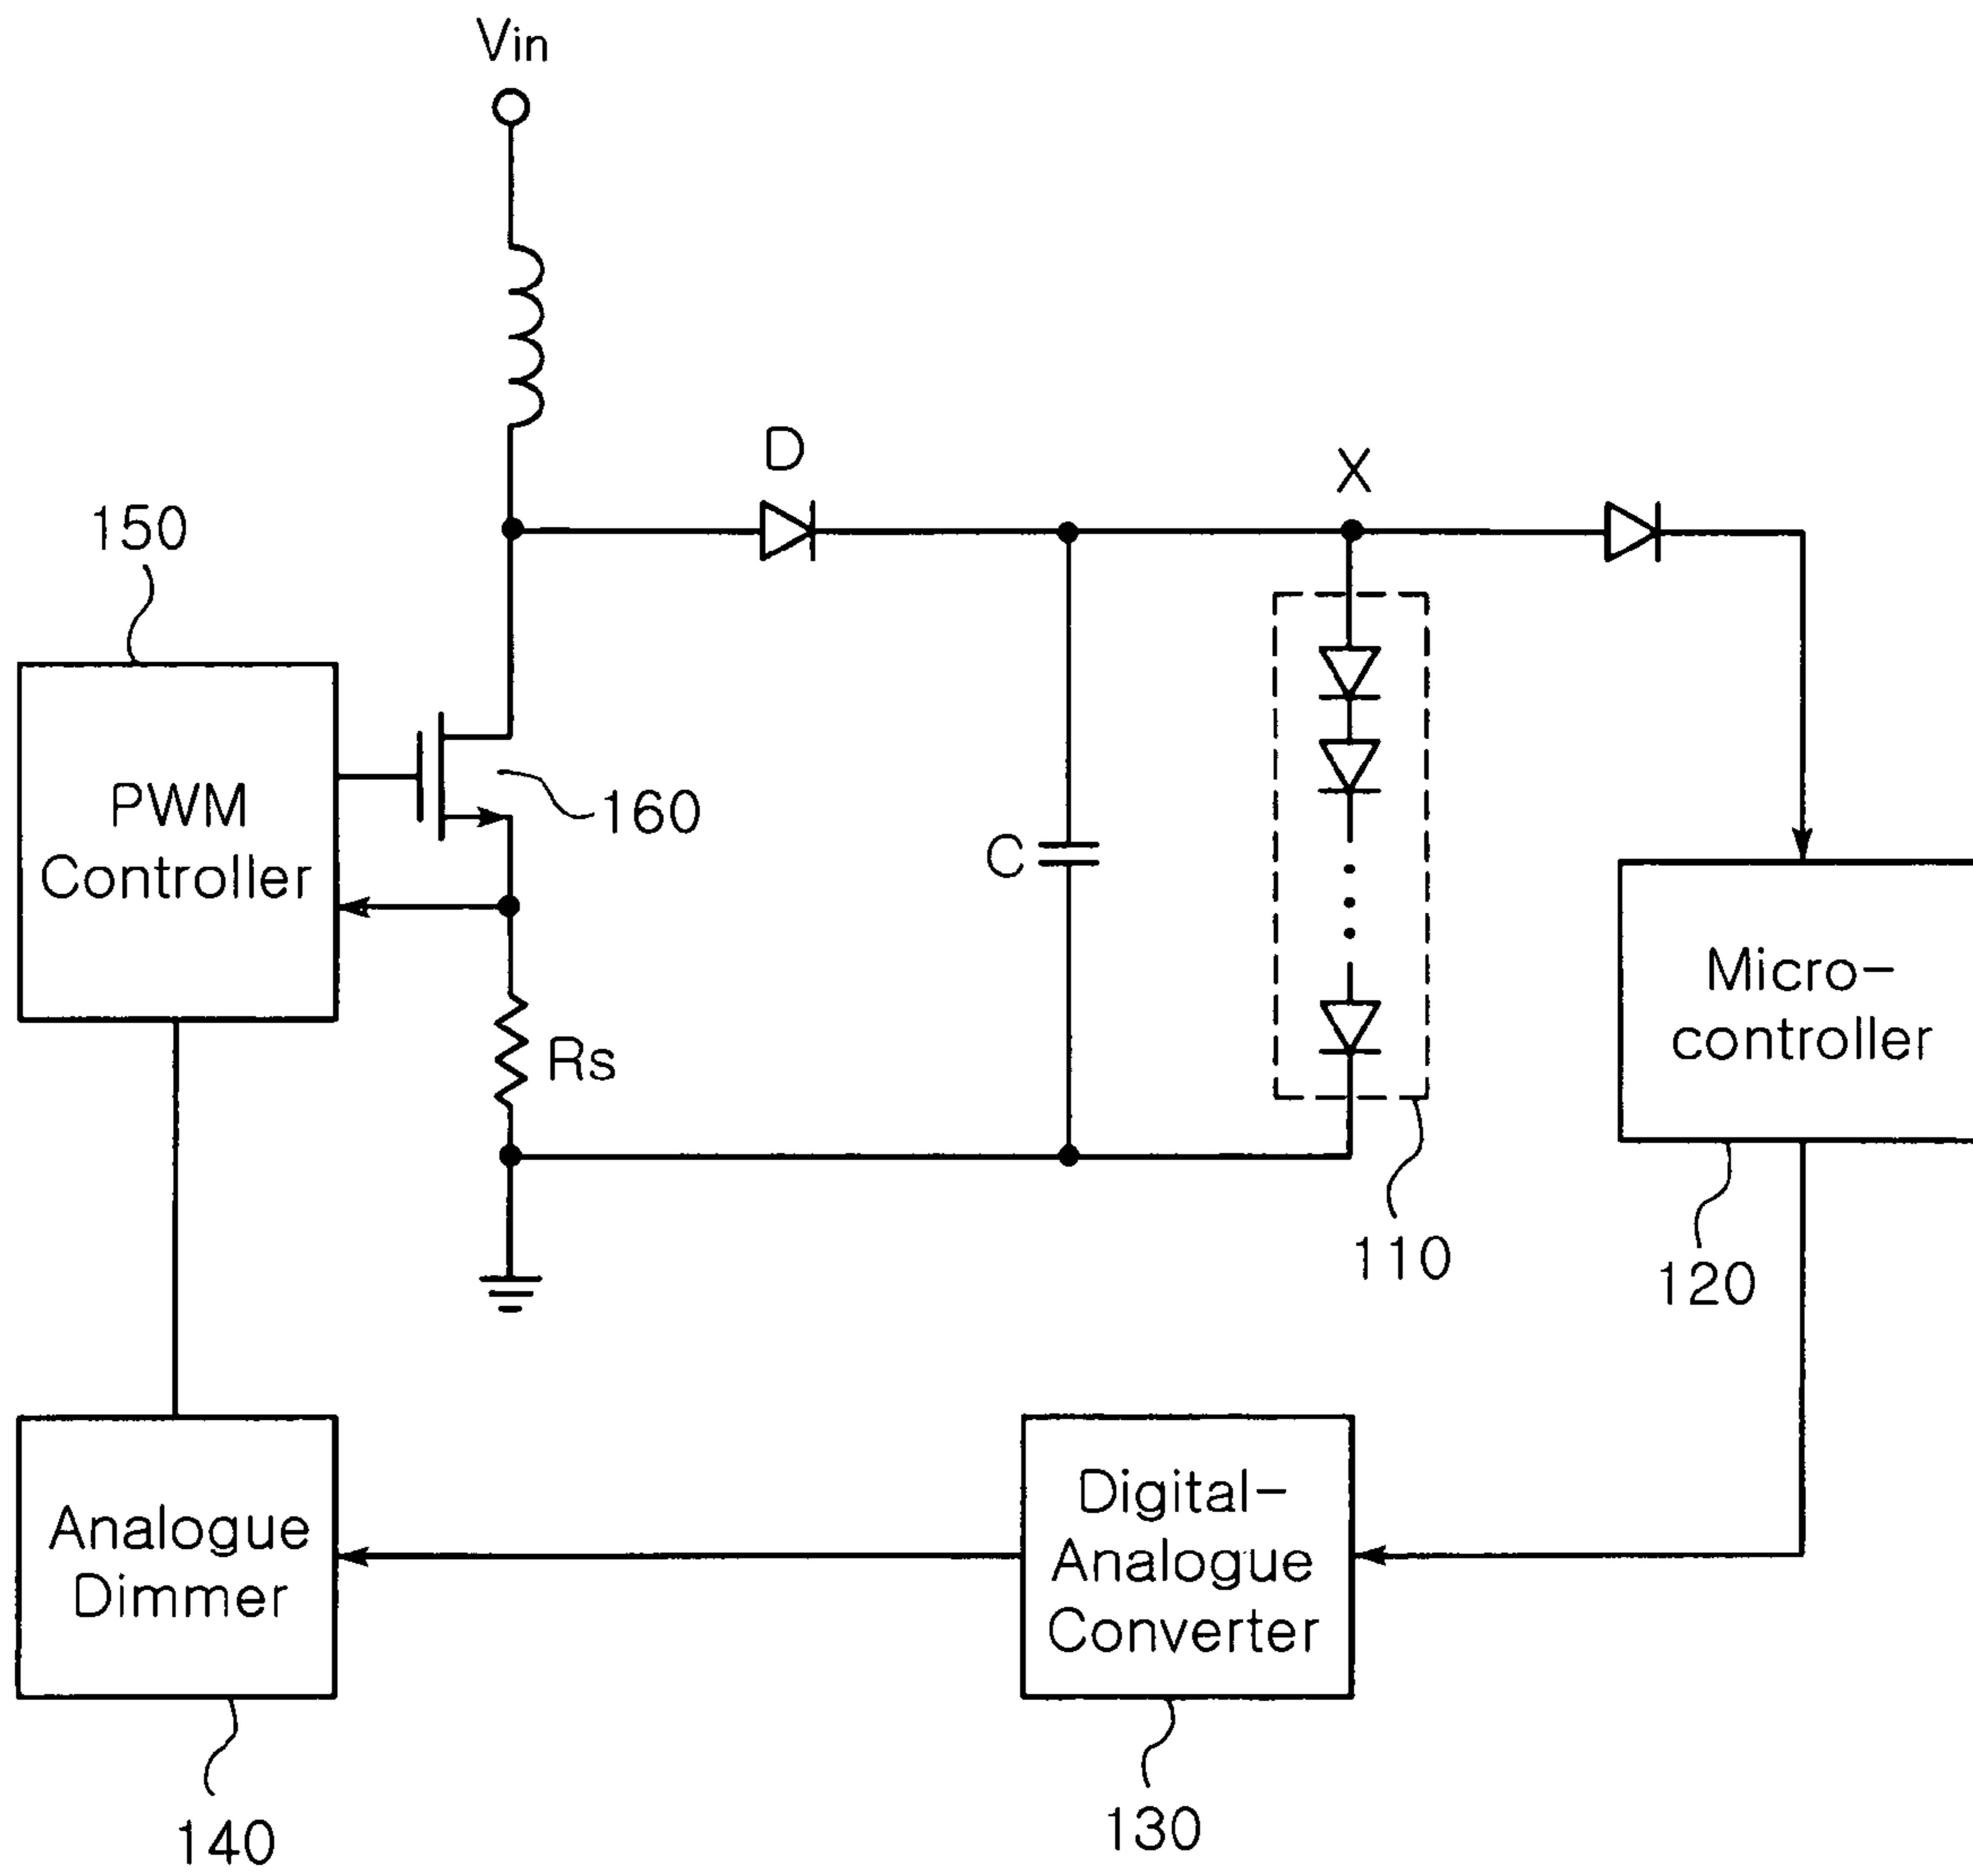 Vin
D
X
150
PWM
Controller
160
C
Rs
Micro-
controller
110
120
Analogue
Dimmer
Digital-
Analogue
Converter
140
130